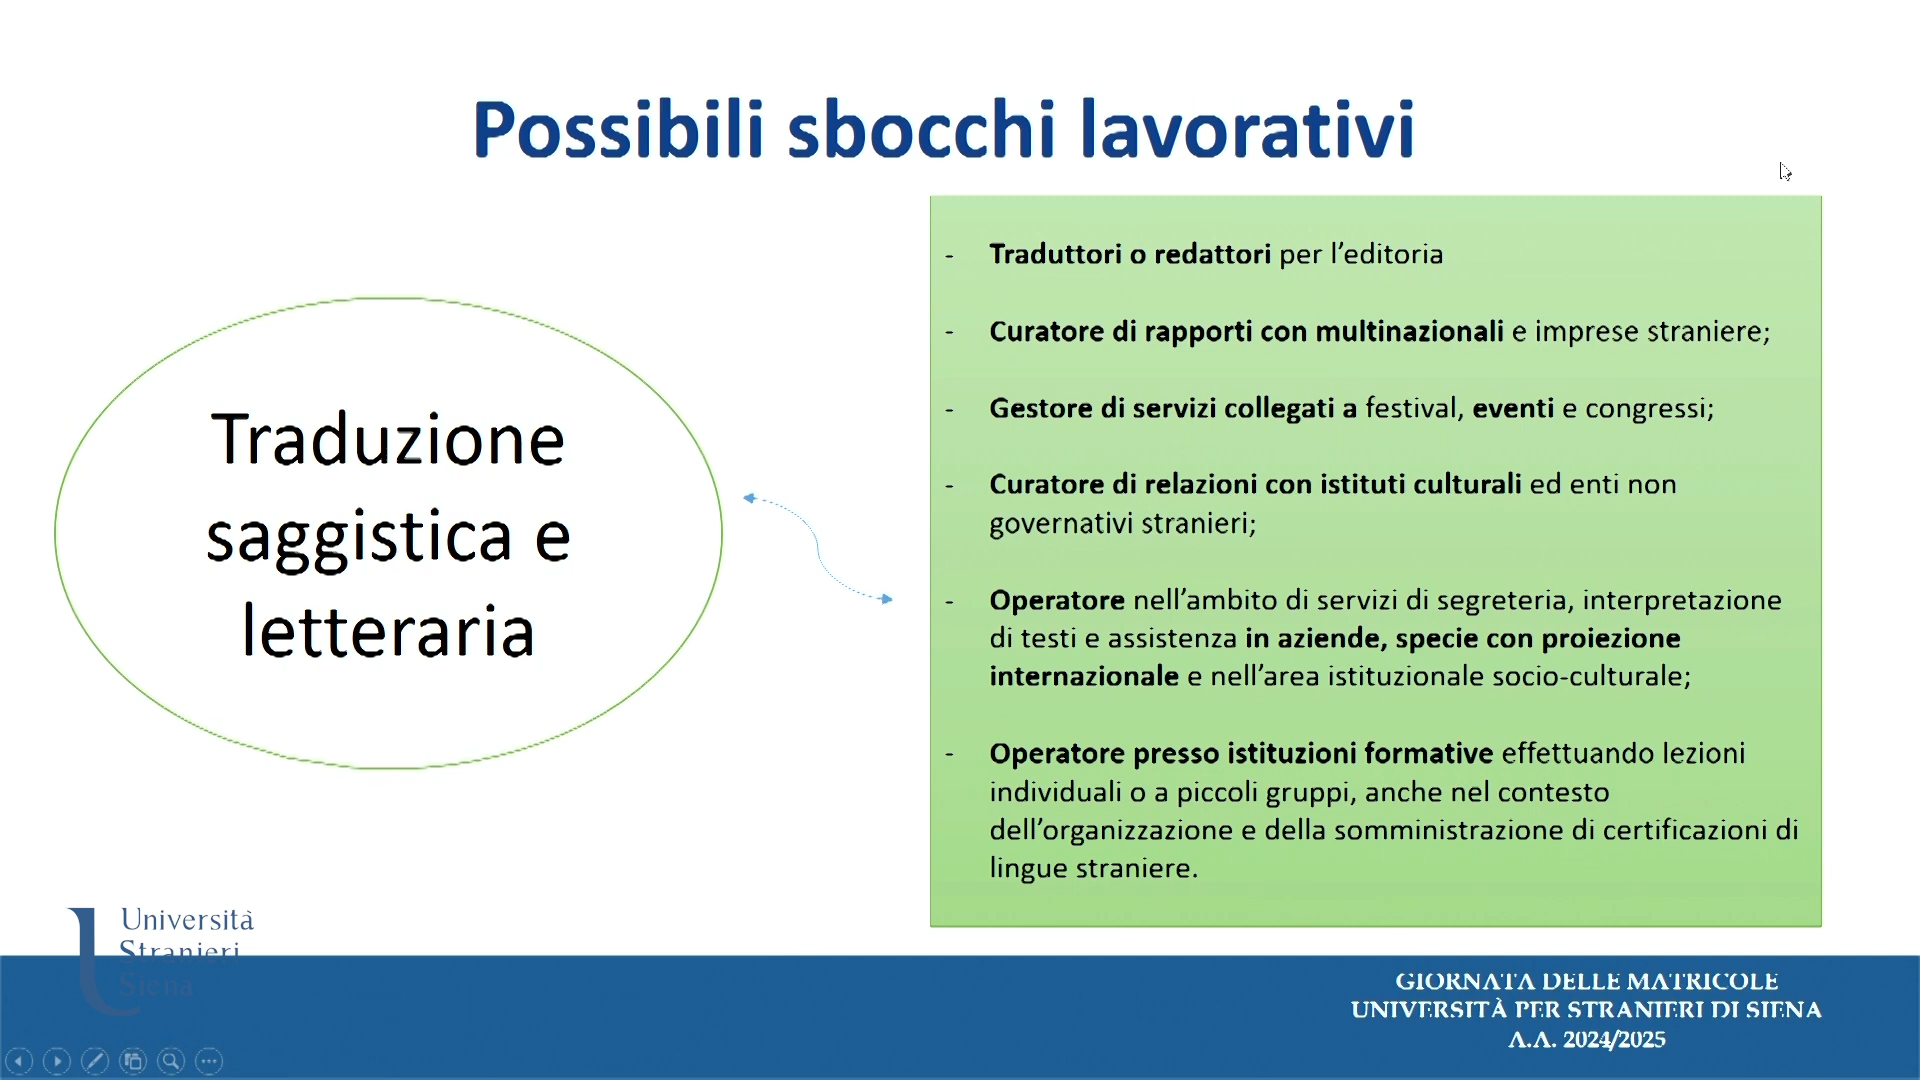 Possibili sbocchi lavorativi
Traduzione
saggistica e
letteraria
- Traduttori o redattori per l’editoria
- Curatore di rapporti con multinazionali e imprese straniere;
- Gestore di servizi collegati a festival, eventi e congressi;
- Curatore di relazioni con istituti culturali ed enti non
governativi stranieri;
- Operatore nell’ambito di servizi di segreteria, interpretazione
di testi e assistenza in aziende, specie con proiezione
internazionale e nell’area istituzionale socio-culturale;
- Operatore presso istituzioni formative effettuando lezioni
individuali o a piccoli gruppi, anche nel contesto
dell’organizzazione e della somministrazione di certificazioni di
lingue straniere.
Università
Stranieri
Siena
GIORNATA DELLE MATRICOLE
UNIVERSITÀ PER STRANIERI DI SIENA
A.A. 2024/2025